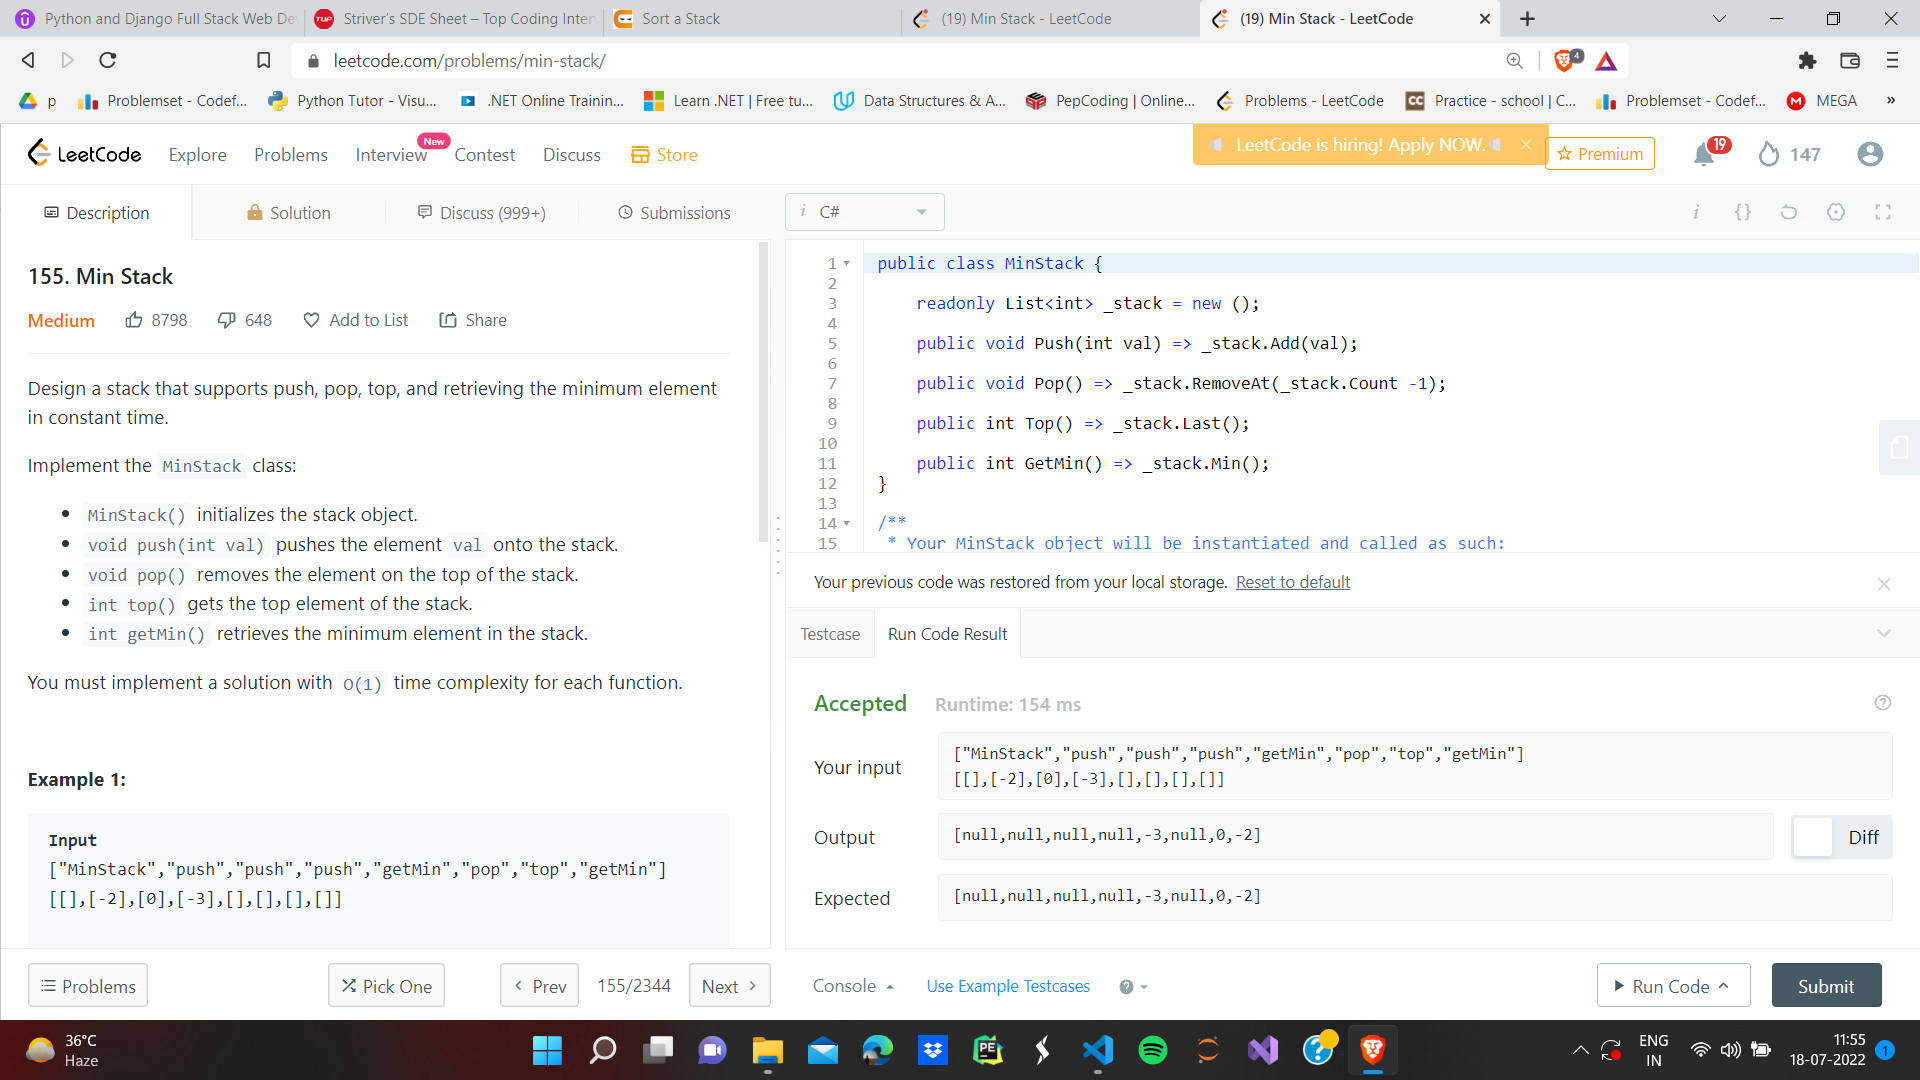 Python and Django Full Stack Web De
Striver's SDE Sheet – Top Coding Inter
Sort a Stack
(19) Min Stack - LeetCode
(19) Min Stack - LeetCode
leetcode.com/problems/min-stack/
4
p
Problemset - Codef...
Python Tutor - Visu...
.NET Online Trainin...
Learn .NET | Free tu...
Data Structures & A...
PepCoding | Online...
Problems - LeetCode
Practice - school | C...
Problemset - Codef...
MEGA
»
LeetCode
Explore
Problems
Interview
New
Contest
Discuss
Store
LeetCode is hiring! Apply NOW.
Premium
19
147
Description
Solution
Discuss (999+)
Submissions
i C#
155. Min Stack
Medium
8798
648
Add to List
Share
Design a stack that supports push, pop, top, and retrieving the minimum element
in constant time.
Implement the MinStack class:
• MinStack() initializes the stack object.
• void push(int val) pushes the element val onto the stack.
• void pop() removes the element on the top of the stack.
• int top() gets the top element of the stack.
• int getMin() retrieves the minimum element in the stack.
You must implement a solution with O(1) time complexity for each function.
Example 1:
Input
["MinStack","push","push","push","getMin","pop","top","getMin"]
[[],[-2],[0],[-3],[],[],[],[]]
i {}
1 public class MinStack {
2
3 readonly List<int> _stack = new ();
4
5 public void Push(int val) => _stack.Add(val);
6
7 public void Pop() => _stack.RemoveAt(_stack.Count -1);
8
9 public int Top() => _stack.Last();
10
11 public int GetMin() => _stack.Min();
12 }
13
14 /**
15 * Your MinStack object will be instantiated and called as such:
Your previous code was restored from your local storage. Reset to default
Testcase
Run Code Result
Accepted
Runtime: 154 ms
Your input
["MinStack","push","push","push","getMin","pop","top","getMin"]
[[],[-2],[0],[-3],[],[],[],[]]
Output
[null,null,null,null,-3,null,0,-2]
Diff
Expected
[null,null,null,null,-3,null,0,-2]
Problems
Pick One
Prev
155/2344
Next
Console
Use Example Testcases
Run Code
Submit
36°C
Haze
ENG
IN
11:55
18-07-2022
1